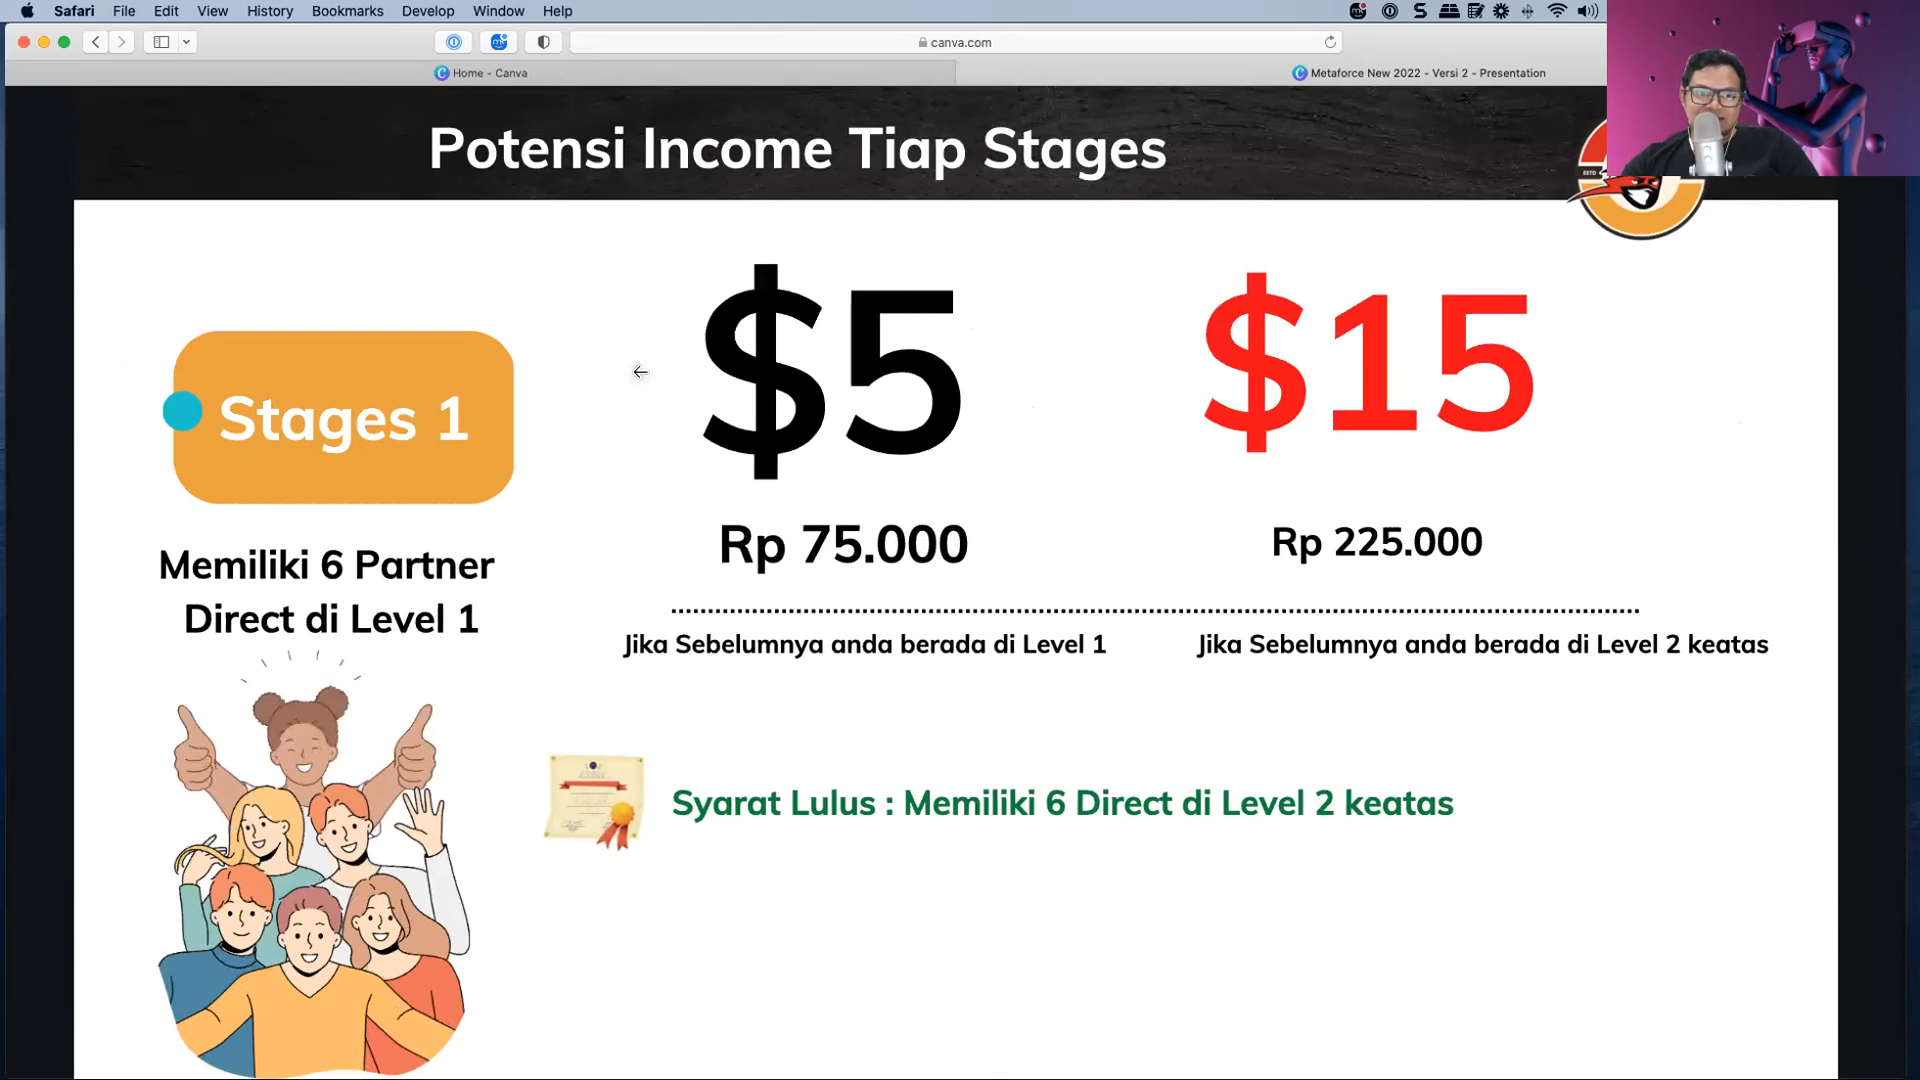 Safari File Edit View History Bookmarks Develop Window Help
canva.com
Home - Canva
Metaforce New 2022 - Versi 2 - Presentation
Potensi Income Tiap Stages
ESTD
Stages 1
$5
$15
Rp 75.000
Rp 225.000
Memiliki 6 Partner
Direct di Level 1
Jika Sebelumnya anda berada di Level 1
Jika Sebelumnya anda berada di Level 2 keatas
Syarat Lulus : Memiliki 6 Direct di Level 2 keatas